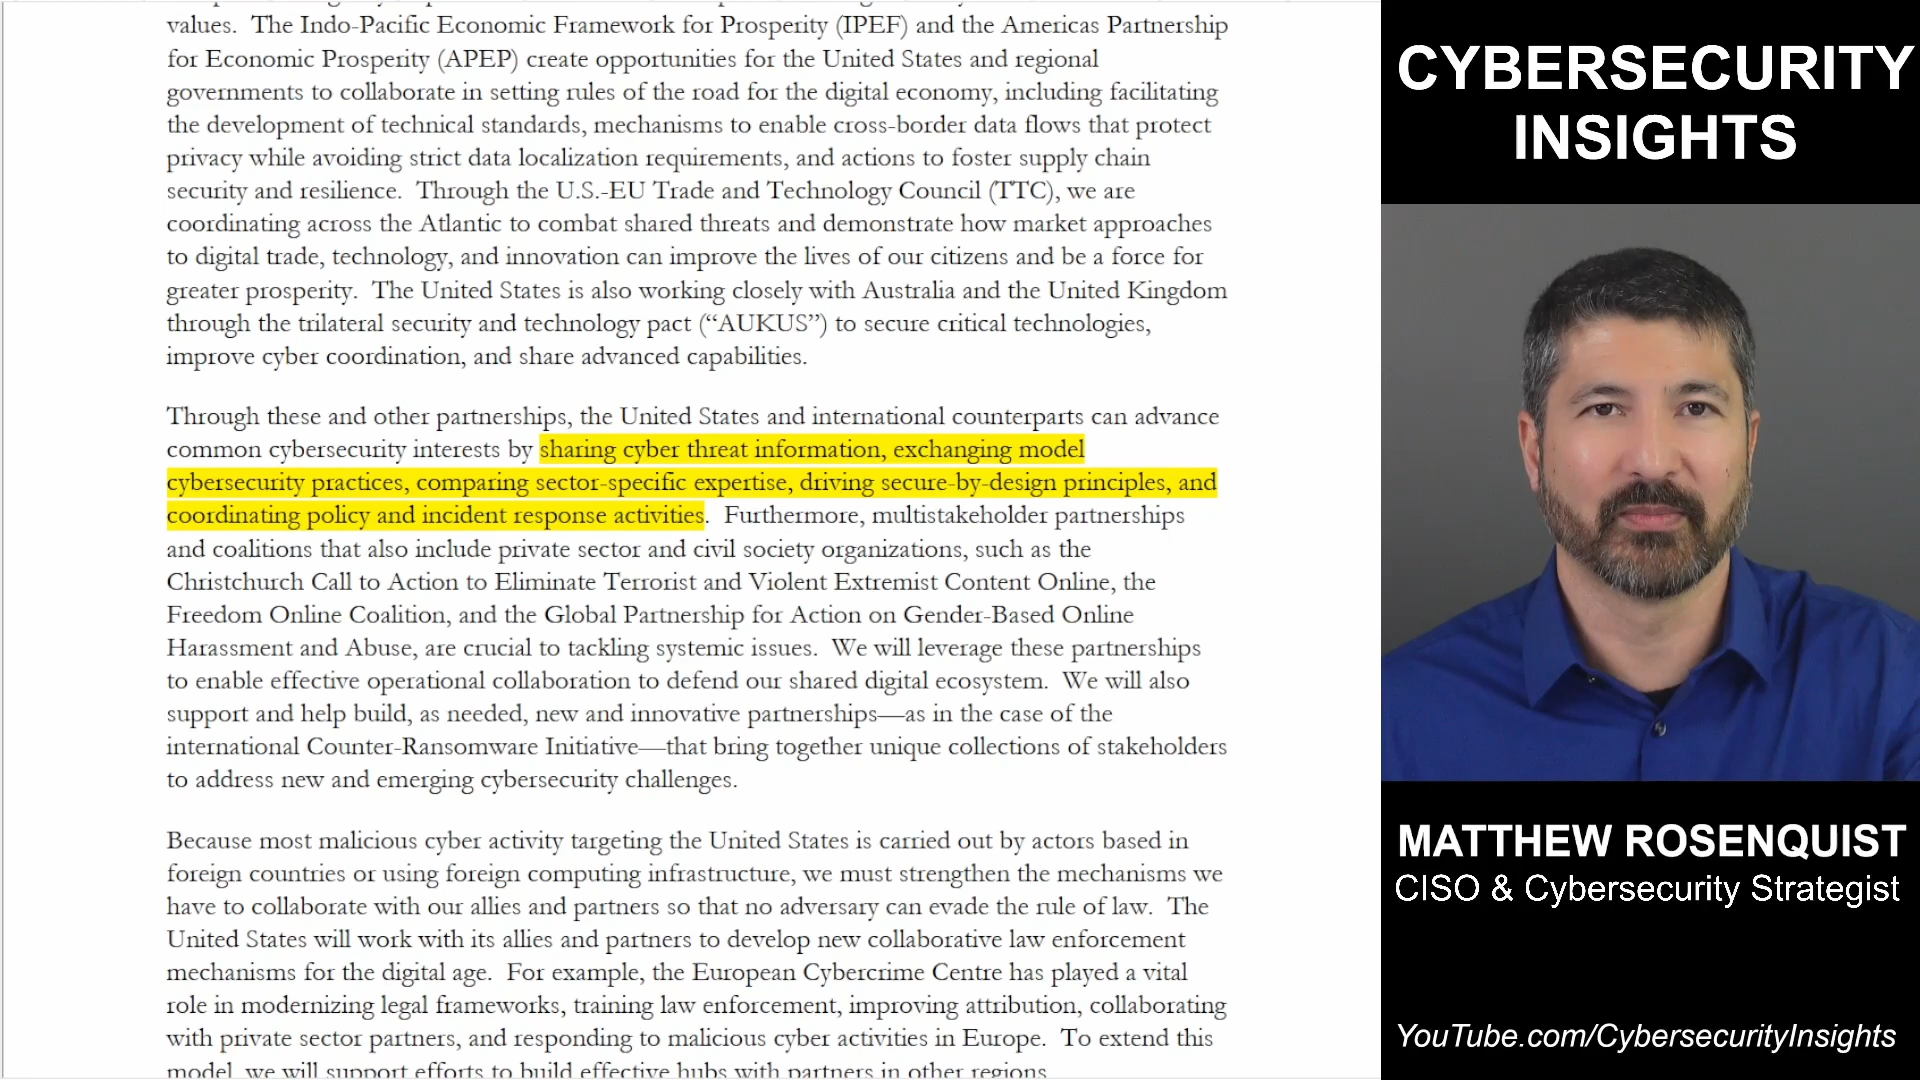 values.  The Indo-Pacific Economic Framework for Prosperity (IPEF) and the Americas Partnership
for Economic Prosperity (APEP) create opportunities for the United States and regional
governments to collaborate in setting rules of the road for the digital economy, including facilitating
the development of technical standards, mechanisms to enable cross-border data flows that protect
privacy while avoiding strict data localization requirements, and actions to foster supply chain
security and resilience.  Through the U.S.-EU Trade and Technology Council (TTC), we are
coordinating across the Atlantic to combat shared threats and demonstrate how market approaches
to digital trade, technology, and innovation can improve the lives of our citizens and be a force for
greater prosperity.  The United States is also working closely with Australia and the United Kingdom
through the trilateral security and technology pact (“AUKUS”) to secure critical technologies,
improve cyber coordination, and share advanced capabilities.
Through these and other partnerships, the United States and international counterparts can advance
common cybersecurity interests by sharing cyber threat information, exchanging model
cybersecurity practices, comparing sector-specific expertise, driving secure-by-design principles, and
coordinating policy and incident response activities.  Furthermore, multistakeholder partnerships
and coalitions that also include private sector and civil society organizations, such as the
Christchurch Call to Action to Eliminate Terrorist and Violent Extremist Content Online, the
Freedom Online Coalition, and the Global Partnership for Action on Gender-Based Online
Harassment and Abuse, are crucial to tackling systemic issues.  We will leverage these partnerships
to enable effective operational collaboration to defend our shared digital ecosystem.  We will also
support and help build, as needed, new and innovative partnerships—as in the case of the
international Counter-Ransomware Initiative—that bring together unique collections of stakeholders
to address new and emerging cybersecurity challenges.
Because most malicious cyber activity targeting the United States is carried out by actors based in
foreign countries or using foreign computing infrastructure, we must strengthen the mechanisms we
have to collaborate with our allies and partners so that no adversary can evade the rule of law.  The
United States will work with its allies and partners to develop new collaborative law enforcement
mechanisms for the digital age.  For example, the European Cybercrime Centre has played a vital
role in modernizing legal frameworks, training law enforcement, improving attribution, collaborating
with private sector partners, and responding to malicious cyber activities in Europe.  To extend this
model, we will support efforts to build effective hubs with partners in other regions.
CYBERSECURITY
INSIGHTS
MATTHEW ROSENQUIST
CISO & Cybersecurity Strategist
YouTube.com/CybersecurityInsights